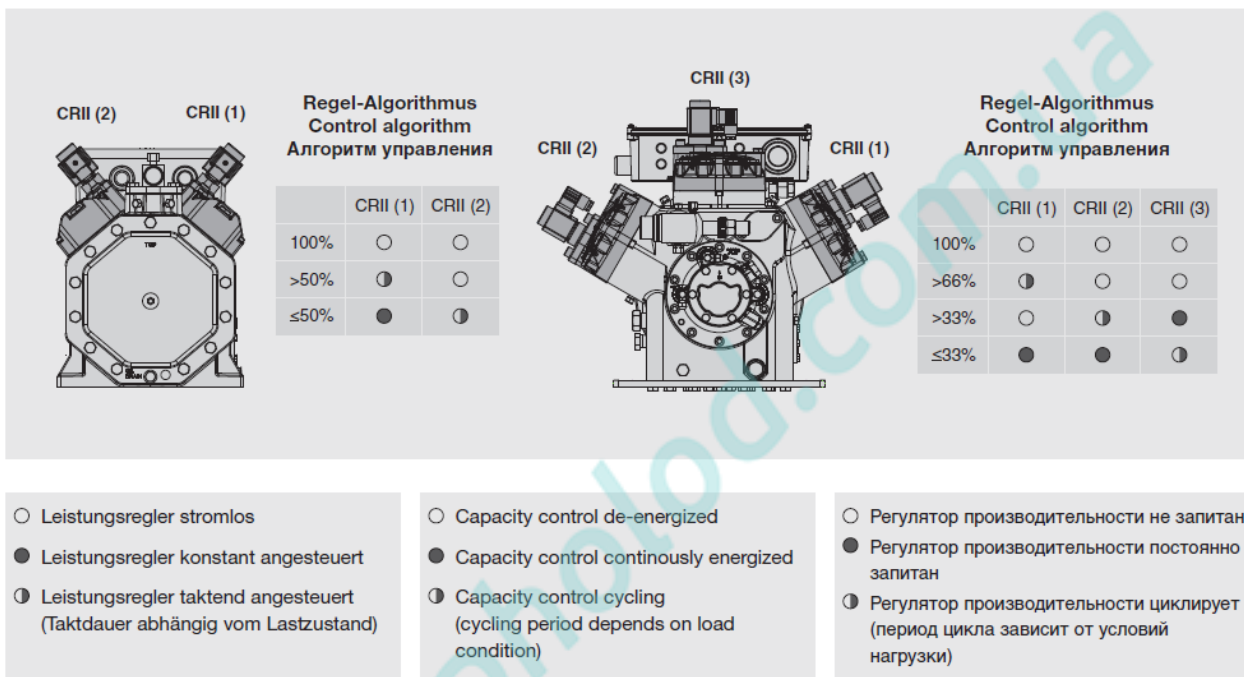 CRII (2)
CRII (1)
Regel-Algorithmus
Control algorithm
Алгоритм управления
CRII (1) CRII (2)
100% ○ ○
>50% ◑ ○
≤50% ● ◑
CRII (3)
CRII (2)
CRII (1)
Regel-Algorithmus
Control algorithm
Алгоритм управления
CRII (1) CRII (2) CRII (3)
100% ○ ○ ○
>66% ◑ ○ ○
>33% ○ ◑ ●
≤33% ● ● ◑
○ Leistungsregler stromlos
● Leistungsregler konstant angesteuert
◑ Leistungsregler taktend angesteuert
(Taktdauer abhängig vom Lastzustand)
○ Capacity control de-energized
● Capacity control continously energized
◑ Capacity control cycling
(cycling period depends on load
condition)
○ Регулятор производительности не запитан
● Регулятор производительности постоянно
запитан
◑ Регулятор производительности циклирует
(период цикла зависит от условий
нагрузки)
holod.com.ua